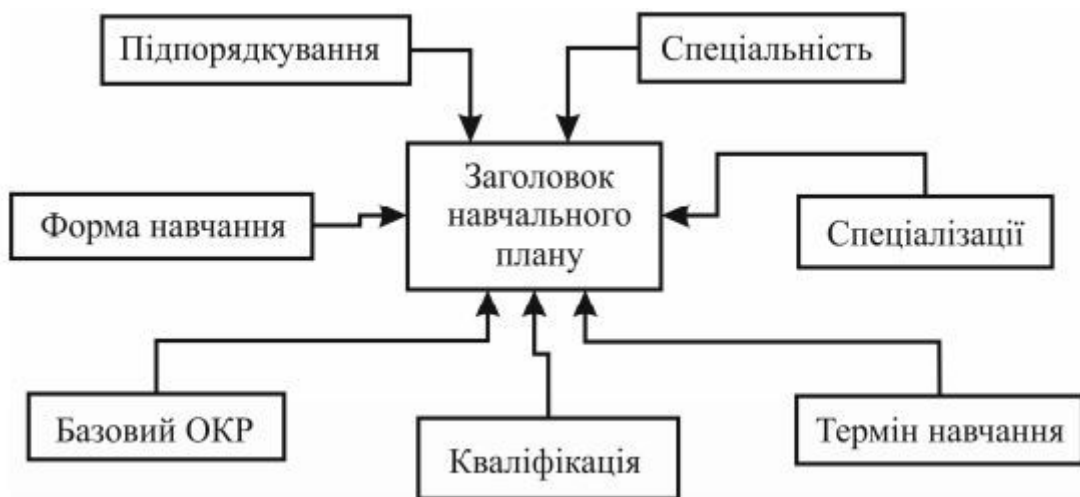 Підпорядкування
Спеціальність
Заголовок
навчального
плану
Форма навчання
Спеціалізації
Базовий ОКР
Кваліфікація
Термін навчання